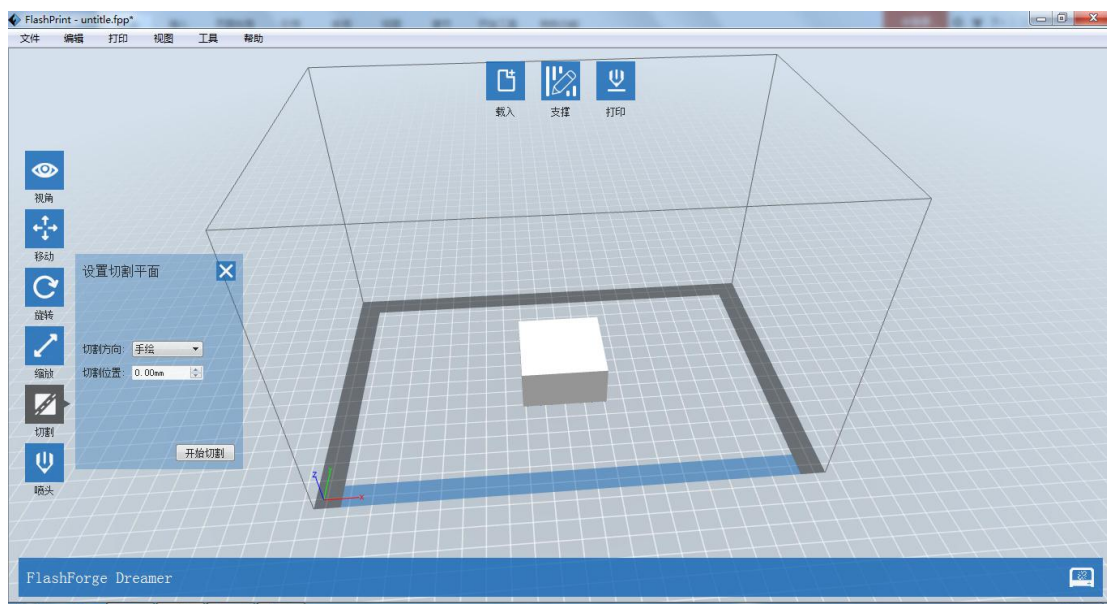 FlashPrint - untitle.fpp*
文件 编辑 打印 视图 工具 帮助
载入 支撑 打印
视角
移动
设置切割平面
旋转
切割方向: 手绘
缩放
切割位置: 0.00mm
切割
开始切割
喷头
z
x
FlashForge Dreamer